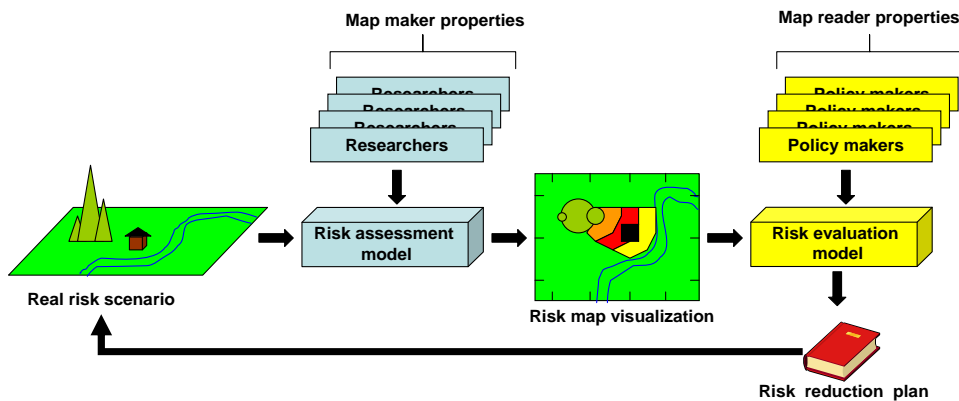 Map maker properties
Map reader properties
Researchers
Researchers
Researchers
Researchers
Policy makers
Policy makers
Policy makers
Policy makers
Risk assessment
model
Risk evaluation
model
Real risk scenario
Risk map visualization
Risk reduction plan